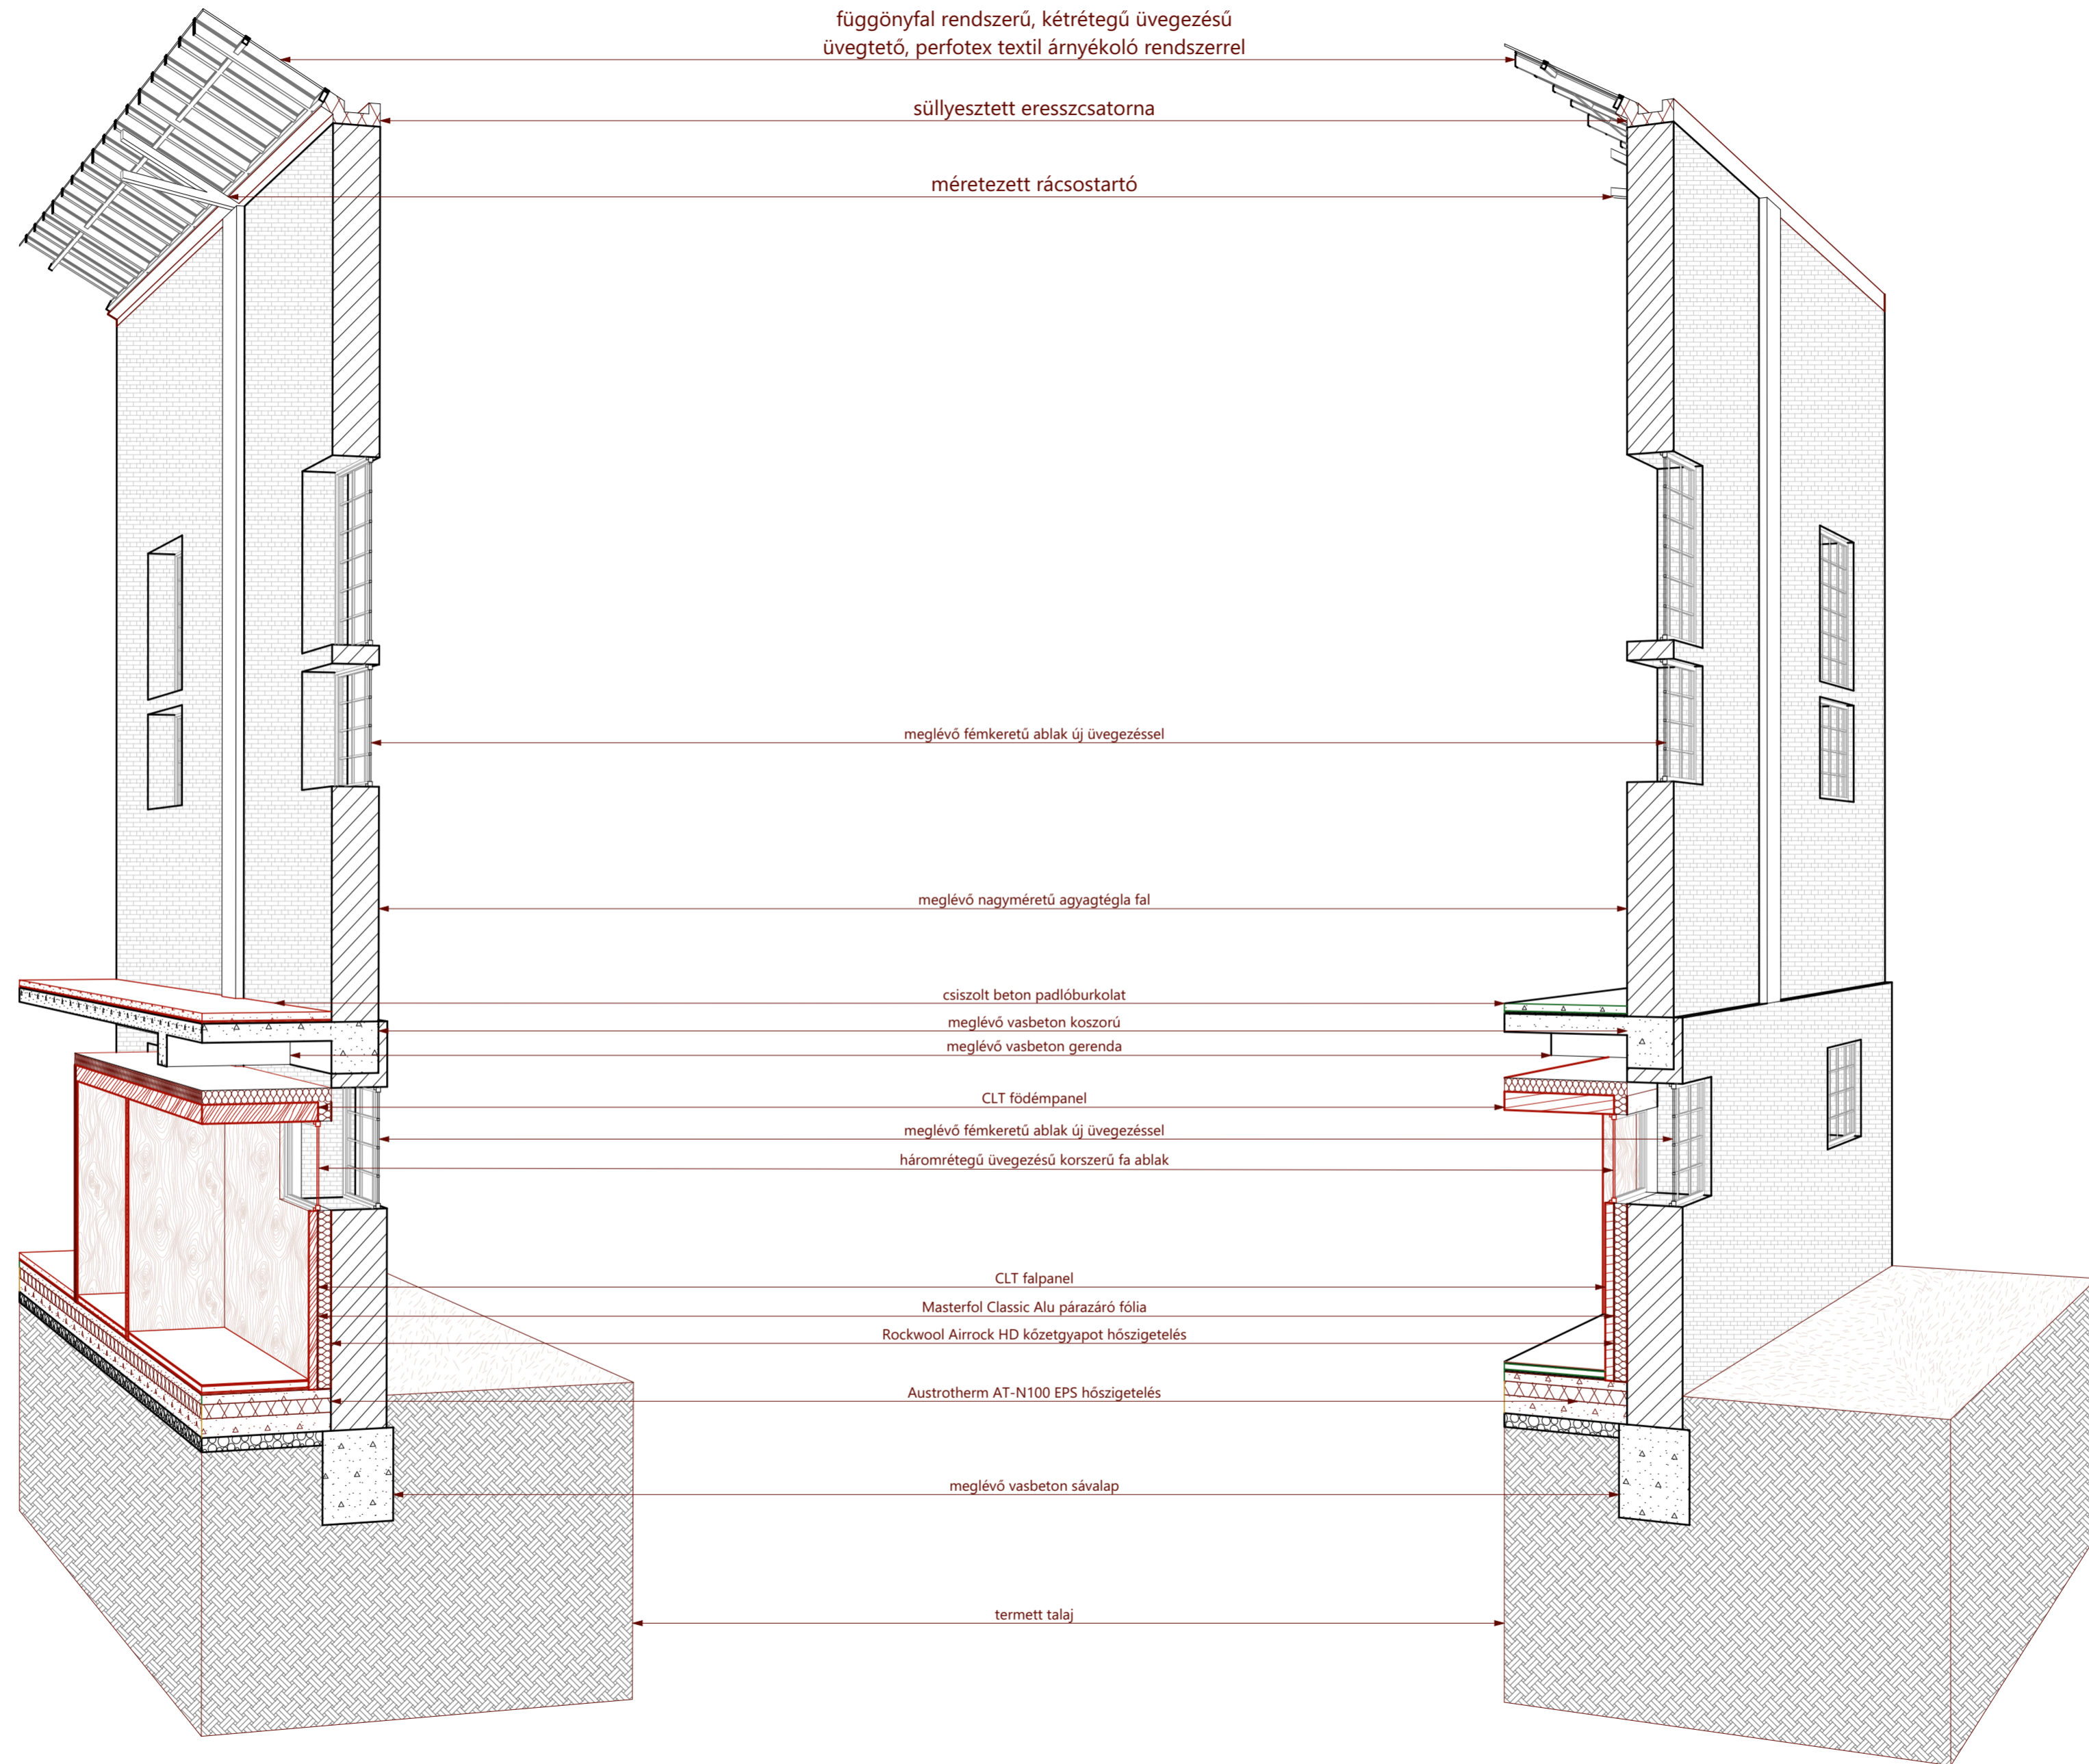 függönyfal rendszerű, kétrétegű üvegezésű
üvegtető, perfotex textil árnyékoló rendszerrel
süllyesztett eresszcsatorna
méretezett rácsostartó
meglévő fémkeretű ablak új üvegezéssel
meglévő nagyméretű agyagtégla fal
csiszolt beton padlóburkolat
meglévő vasbeton koszorú
meglévő vasbeton gerenda
CLT födémpanel
meglévő fémkeretű ablak új üvegezéssel
háromrétegű üvegezésű korszerű fa ablak
CLT falpanel
Masterfol Classic Alu párazáró fólia
Rockwool Airrock HD kőzetgyapot hőszigetelés
Austrotherm AT-N100 EPS hőszigetelés
meglévő vasbeton sávalap
termett talaj